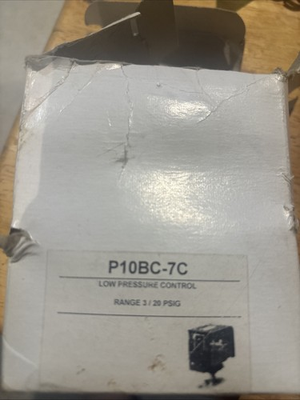 P10BC-7C
LOW PRESSURE CONTROL
RANGE 3 / 20 PSIG